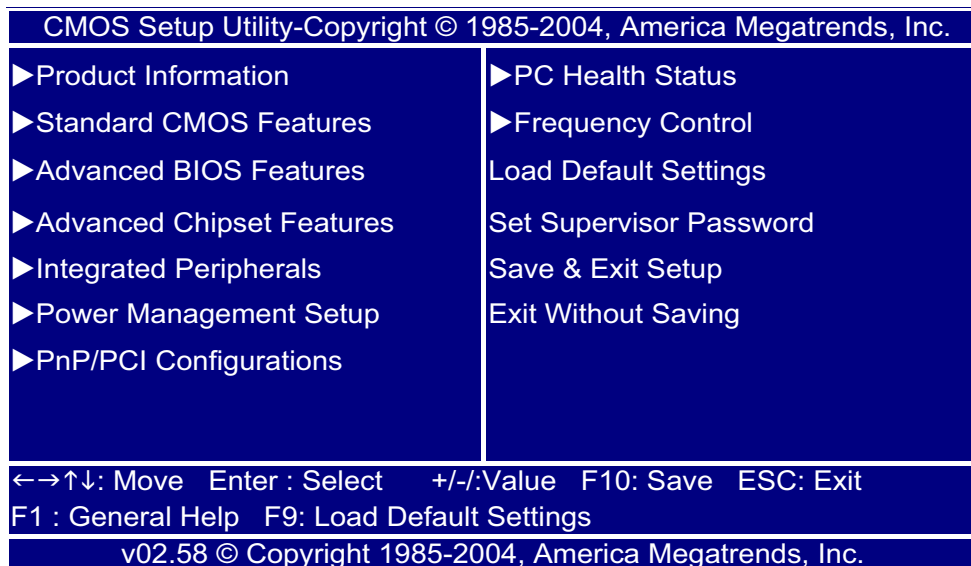 CMOS Setup Utility-Copyright © 1985-2004, America Megatrends, Inc.
▶Product Information
▶Standard CMOS Features
▶Advanced BIOS Features
▶Advanced Chipset Features
▶Integrated Peripherals
▶Power Management Setup
▶PnP/PCI Configurations
▶PC Health Status
▶Frequency Control
Load Default Settings
Set Supervisor Password
Save & Exit Setup
Exit Without Saving
←→↑↓: Move Enter : Select +/-/:Value F10: Save ESC: Exit
F1 : General Help F9: Load Default Settings
v02.58 © Copyright 1985-2004, America Megatrends, Inc.